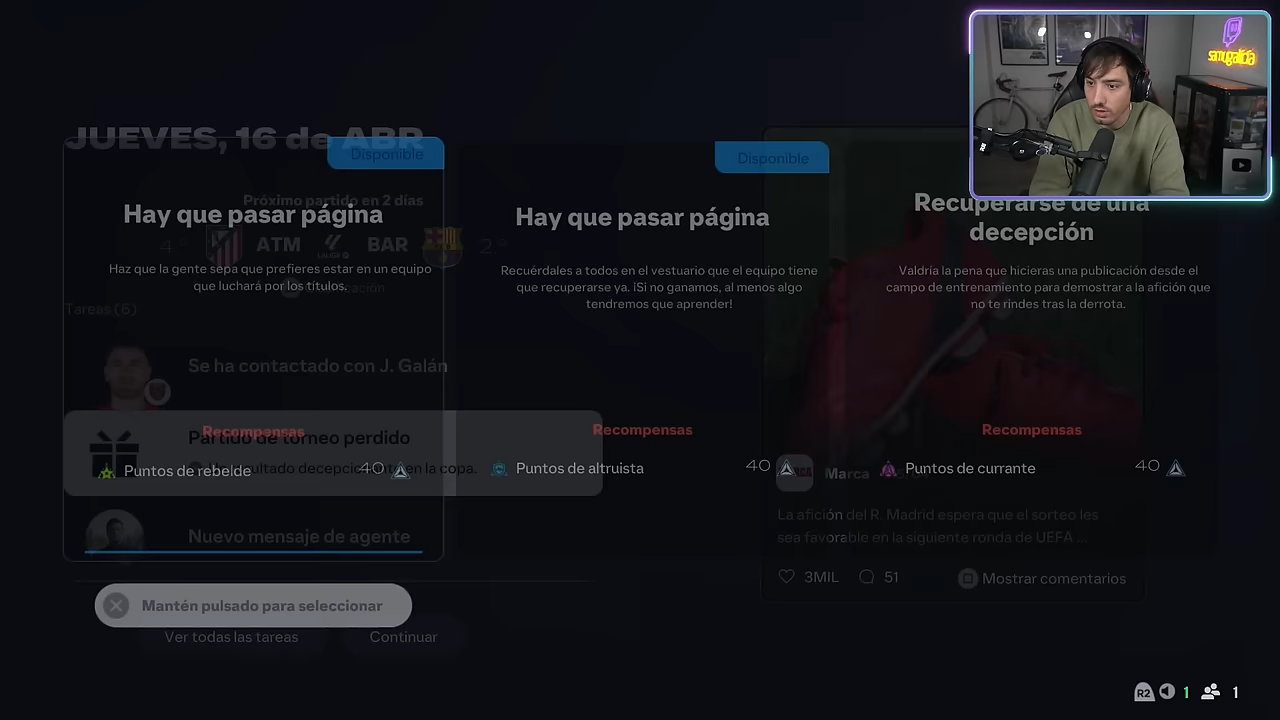 JUEVES, 16 de ABR
Próximo partido en 2 días
4.º ATM LALIGA BAR 2.º
Tareas (6)
Se ha contactado con J. Galán
Partido de torneo perdido
en la copa.
Nuevo mensaje de agente
Ver todas las tareas
Continuar
Disponible
Hay que pasar página
Haz que la gente sepa que prefieres estar en un equipo
que luchará por los títulos.
Recompensas
Puntos de rebelde 40
Mantén pulsado para seleccionar
Disponible
Hay que pasar página
Recuérdales a todos en el vestuario que el equipo tiene
que recuperarse ya. ¡Si no ganamos, al menos algo
tendremos que aprender!
Recompensas
Puntos de altruista 40
Recuperarse de una
decepción
Valdría la pena que hicieras una publicación desde el
campo de entrenamiento para demostrar a la afición que
no te rindes tras la derrota.
Recompensas
Puntos de currante 40
Marca
La afición del R. Madrid espera que el sorteo les
sea favorable en la siguiente ronda de UEFA ...
3MIL 51 Mostrar comentarios
samugalida
R2 1 1